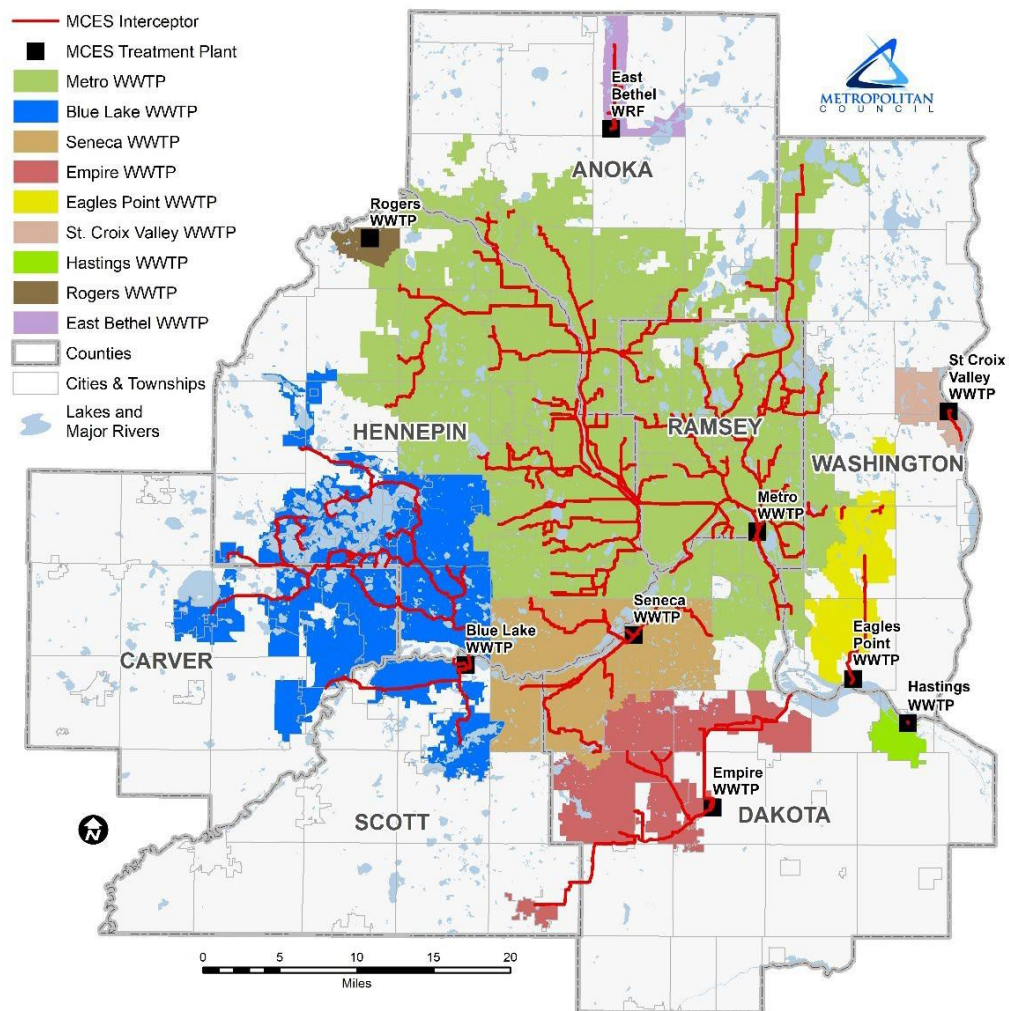 MCES Interceptor
MCES Treatment Plant
Metro WWTP
Blue Lake WWTP
Seneca WWTP
Empire WWTP
Eagles Point WWTP
St. Croix Valley WWTP
Hastings WWTP
Rogers WWTP
East Bethel WWTP
Counties
Cities & Townships
Lakes and
Major Rivers
METROPOLITAN
COUNCIL
East
Bethel
WRF
ANOKA
Rogers
WWTP
St Croix
Valley
WWTP
HENNEPIN
RAMSEY
WASHINGTON
Metro
WWTP
Seneca
WWTP
Blue Lake
WWTP
Eagles
Point
WWTP
CARVER
Hastings
WWTP
Empire
WWTP
DAKOTA
SCOTT
N
0 5 10 15 20
Miles